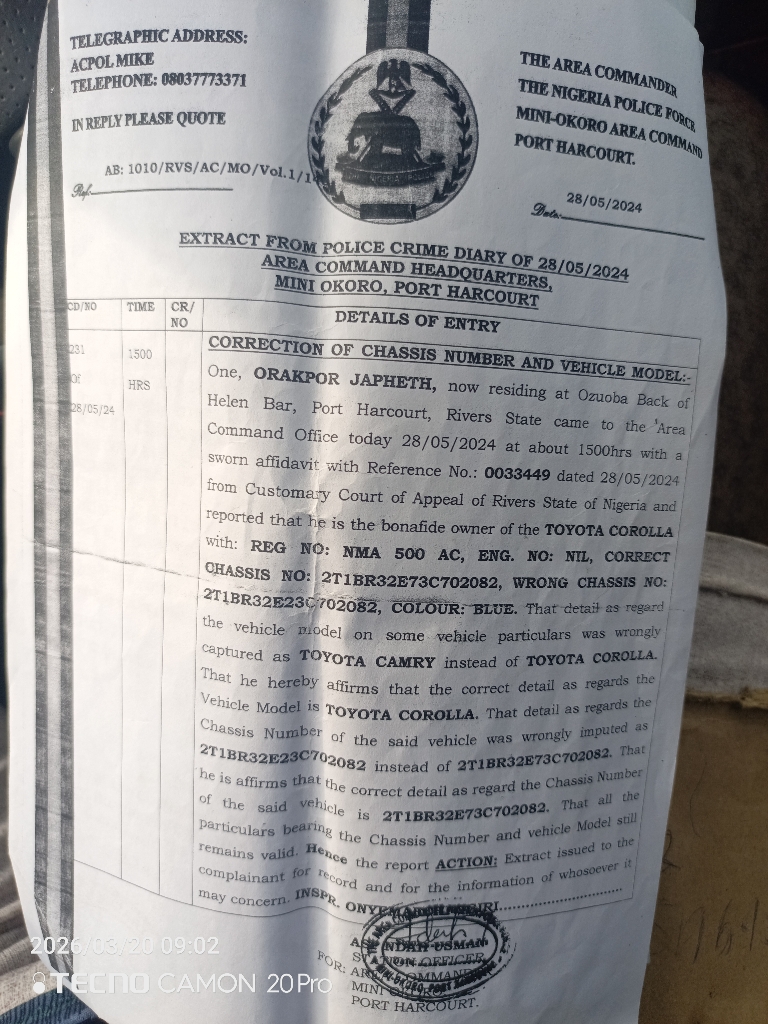 TELEGRAPHIC ADDRESS:
ACPOL MIKE
TELEPHONE: 08037773371
IN REPLY PLEASE QUOTE
AB: 1010/RVS/AC/MO/Vol.1/1
Ref:
THE AREA COMMANDER
THE NIGERIA POLICE FORCE
MINI-OKORO AREA COMMAND
PORT HARCOURT.
Date: 28/05/2024
EXTRACT FROM POLICE CRIME DIARY OF 28/05/2024
AREA COMMAND HEADQUARTERS,
MINI OKORO, PORT HARCOURT
CD/NO TIME CR/NO DETAILS OF ENTRY
231 Of 28/05/24
1500 HRS
CORRECTION OF CHASSIS NUMBER AND VEHICLE MODEL:-
One, ORAKPOR JAPHETH, now residing at Ozuoba Back of
Helen Bar, Port Harcourt, Rivers State came to the Area
Command Office today 28/05/2024 at about 1500hrs with a
sworn affidavit with Reference No.: 0033449 dated 28/05/2024
from Customary Court of Appeal of Rivers State of Nigeria and
reported that he is the bonafide owner of the TOYOTA COROLLA
with: REG NO: NMA 500 AC, ENG. NO: NIL, CORRECT
CHASSIS NO: 2T1BR32E73C702082, WRONG CHASSIS NO:
2T1BR32E23C702082, COLOUR: BLUE. That detail as regard
the vehicle model on some vehicle particulars was wrongly
captured as TOYOTA CAMRY instead of TOYOTA COROLLA.
That he hereby affirms that the correct detail as regards the
Vehicle Model is TOYOTA COROLLA. That detail as regards the
Chassis Number of the said vehicle was wrongly imputed as
2T1BR32E23C702082 instead of 2T1BR32E73C702082. That
he is affirms that the correct detail as regard the Chassis Number
of the said vehicle is 2T1BR32E73C702082. That all the
particulars bearing the Chassis Number and vehicle Model still
remains valid. Hence the report ACTION: Extract issued to the
complainant for record and for the information of whosoever it
may concern. INSPR.
USMAN
OFFICER
FOR:
MINI
PORT HARCOURT.
2026/03/20 09:02
TECNO CAMON 20Pro